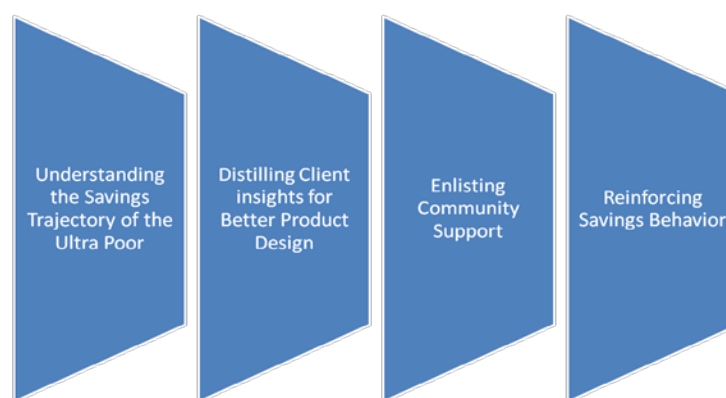 Understanding
the Savings
Trajectory of the
Ultra Poor
Distilling Client
insights for
Better Product
Design
Enlisting
Community
Support
Reinforcing
Savings Behavior